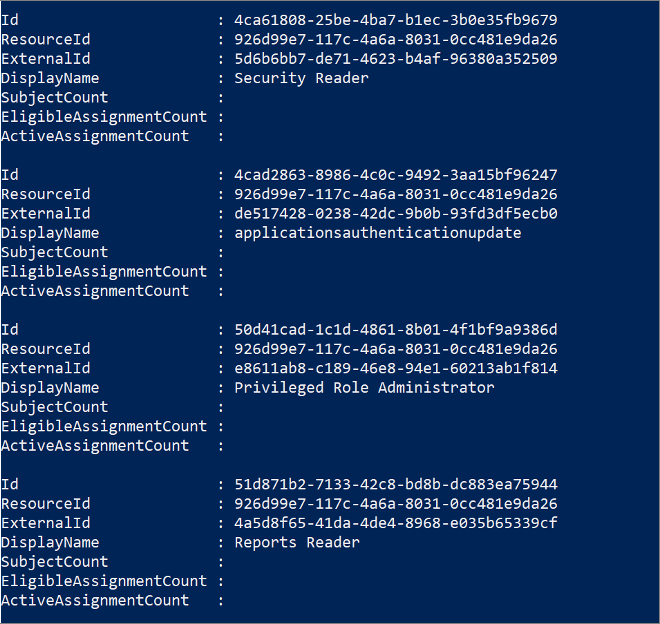 Id                      : 4ca61808-25be-4ba7-b1ec-3b0e35fb9679
ResourceId              : 926d99e7-117c-4a6a-8031-0cc481e9da26
ExternalId              : 5d6b6bb7-de71-4623-b4af-96380a352509
DisplayName             : Security Reader
SubjectCount            :
EligibleAssignmentCount :
ActiveAssignmentCount   :

Id                      : 4cad2863-8986-4c0c-9492-3aa15bf96247
ResourceId              : 926d99e7-117c-4a6a-8031-0cc481e9da26
ExternalId              : de517428-0238-42dc-9b0b-93fd3df5ecb0
DisplayName             : applicationsauthenticationupdate
SubjectCount            :
EligibleAssignmentCount :
ActiveAssignmentCount   :

Id                      : 50d41cad-1c1d-4861-8b01-4f1bf9a9386d
ResourceId              : 926d99e7-117c-4a6a-8031-0cc481e9da26
ExternalId              : e8611ab8-c189-46e8-94e1-60213ab1f814
DisplayName             : Privileged Role Administrator
SubjectCount            :
EligibleAssignmentCount :
ActiveAssignmentCount   :

Id                      : 51d871b2-7133-42c8-bd8b-dc883ea75944
ResourceId              : 926d99e7-117c-4a6a-8031-0cc481e9da26
ExternalId              : 4a5d8f65-41da-4de4-8968-e035b65339cf
DisplayName             : Reports Reader
SubjectCount            :
EligibleAssignmentCount :
ActiveAssignmentCount   :